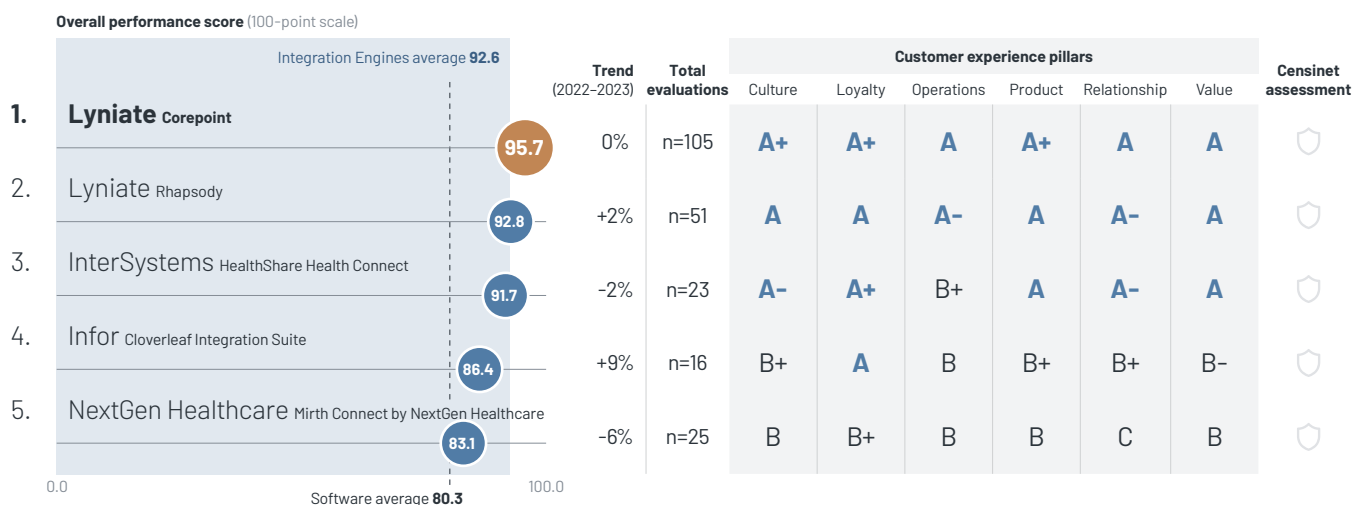 Overall performance score (100-point scale)
Integration Engines average 92.6
Trend
(2022–2023)
Total
evaluations
Customer experience pillars
Culture Loyalty Operations Product Relationship Value
Censinet
assessment
1. Lyniate Corepoint
95.7 0% n=105 A+ A+ A A+ A A
2. Lyniate Rhapsody
92.8 +2% n=51 A A A- A A- A
3. InterSystems HealthShare Health Connect
91.7 -2% n=23 A- A+ B+ A A- A
4. Infor Cloverleaf Integration Suite
86.4 +9% n=16 B+ A B B+ B+ B-
5. NextGen Healthcare Mirth Connect by NextGen Healthcare
83.1 -6% n=25 B B+ B B C B
0.0 100.0
Software average 80.3